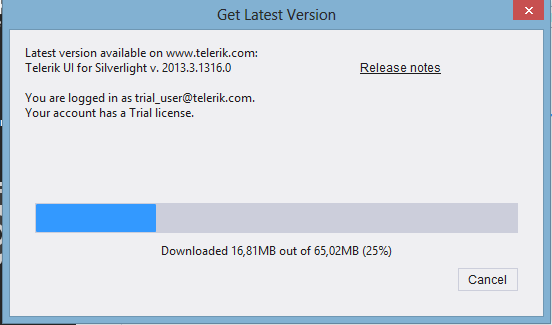 Get Latest Version
Latest version available on www.telerik.com:
Telerik UI for Silverlight v. 2013.3.1316.0
Release notes
You are logged in as trial_user@telerik.com.
Your account has a Trial license.
Downloaded 16,81MB out of 65,02MB (25%)
Cancel